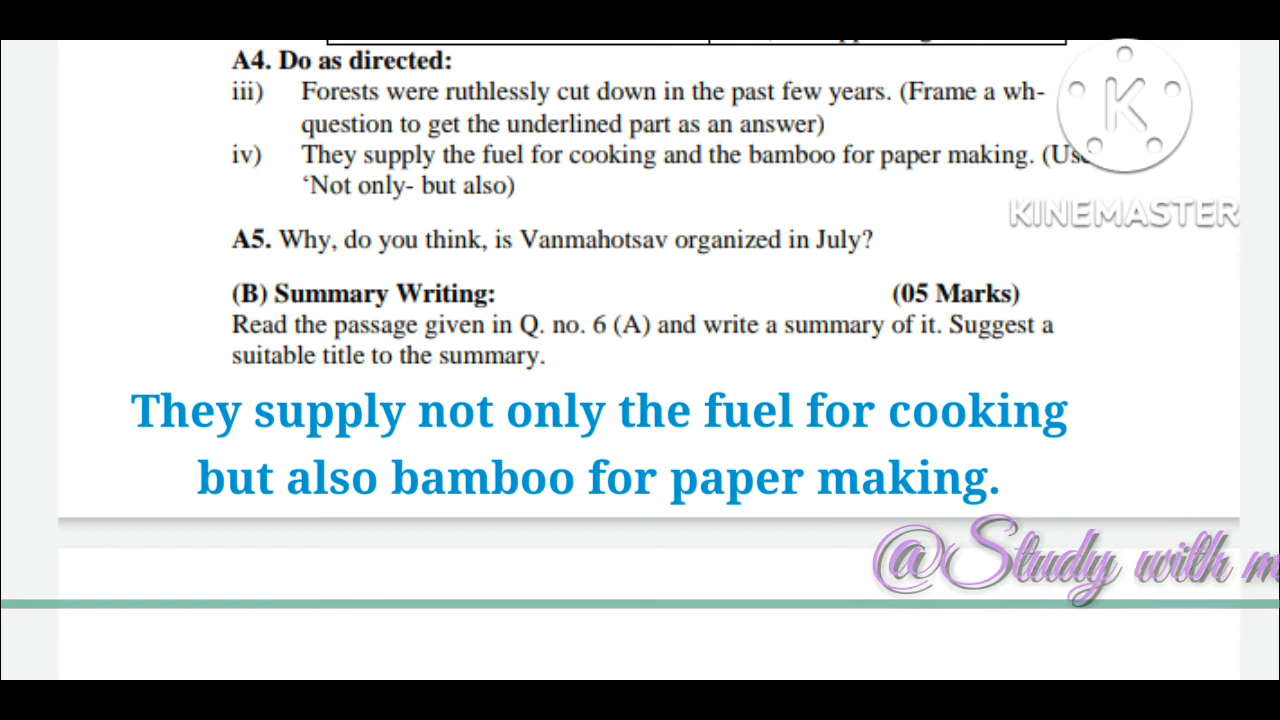 A4. Do as directed:
iii) Forests were ruthlessly cut down in the past few years. (Frame a wh-
question to get the underlined part as an answer)
iv) They supply the fuel for cooking and the bamboo for paper making. (Use
‘Not only- but also)
KINEMASTER
A5. Why, do you think, is Vanmahotsav organized in July?
(B) Summary Writing: (05 Marks)
Read the passage given in Q. no. 6 (A) and write a summary of it. Suggest a
suitable title to the summary.
They supply not only the fuel for cooking
but also bamboo for paper making.
@Study with m